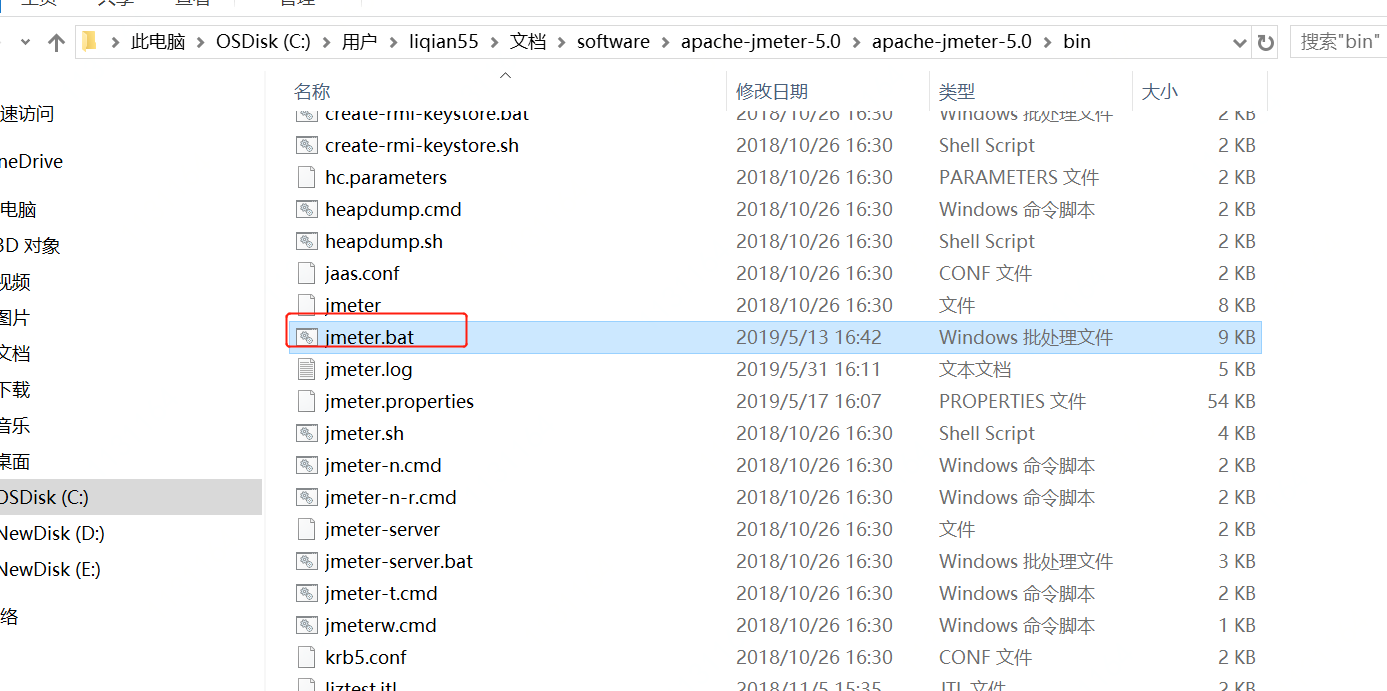 主页 共享 查看 管理
此电脑 OSDisk (C:) 用户 liqian55 文档 software apache-jmeter-5.0 apache-jmeter-5.0 bin 搜索"bin"
名称 修改日期 类型 大小
速访问
neDrive
电脑
3D 对象
视频
图片
文档
下载
音乐
桌面
OSDisk (C:)
NewDisk (D:)
NewDisk (E:)
络
create-rmi-keystore.bat 2018/10/26 16:30 Windows 批处理文件 2 KB
create-rmi-keystore.sh 2018/10/26 16:30 Shell Script 2 KB
hc.parameters 2018/10/26 16:30 PARAMETERS 文件 2 KB
heapdump.cmd 2018/10/26 16:30 Windows 命令脚本 2 KB
heapdump.sh 2018/10/26 16:30 Shell Script 2 KB
jaas.conf 2018/10/26 16:30 CONF 文件 2 KB
jmeter 2018/10/26 16:30 文件 8 KB
jmeter.bat 2019/5/13 16:42 Windows 批处理文件 9 KB
jmeter.log 2019/5/31 16:11 文本文档 5 KB
jmeter.properties 2019/5/17 16:07 PROPERTIES 文件 54 KB
jmeter.sh 2018/10/26 16:30 Shell Script 4 KB
jmeter-n.cmd 2018/10/26 16:30 Windows 命令脚本 2 KB
jmeter-n-r.cmd 2018/10/26 16:30 Windows 命令脚本 2 KB
jmeter-server 2018/10/26 16:30 文件 2 KB
jmeter-server.bat 2018/10/26 16:30 Windows 批处理文件 3 KB
jmeter-t.cmd 2018/10/26 16:30 Windows 命令脚本 2 KB
jmeterw.cmd 2018/10/26 16:30 Windows 命令脚本 1 KB
krb5.conf 2018/10/26 16:30 CONF 文件 2 KB
liztest.jtl 2018/11/5 15:35 JTL 文件 2 KB